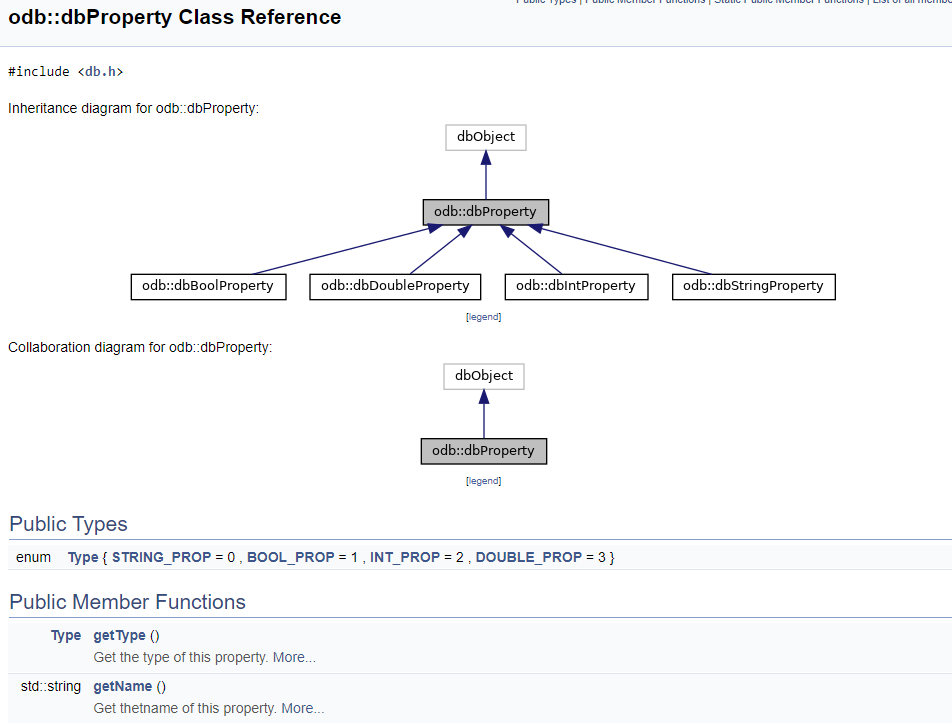 Public Types | Public Member Functions | Static Public Member Functions | List of all
odb::dbProperty Class Reference
#include <db.h>
Inheritance diagram for odb::dbProperty:
dbObject
odb::dbProperty
odb::dbBoolProperty odb::dbDoubleProperty odb::dbIntProperty odb::dbStringProperty
[legend]
Collaboration diagram for odb::dbProperty:
dbObject
odb::dbProperty
[legend]
Public Types
enum Type { STRING_PROP = 0 , BOOL_PROP = 1 , INT_PROP = 2 , DOUBLE_PROP = 3 }
Public Member Functions
Type getType ()
Get the type of this property. More...
std::string getName ()
Get thetname of this property. More...